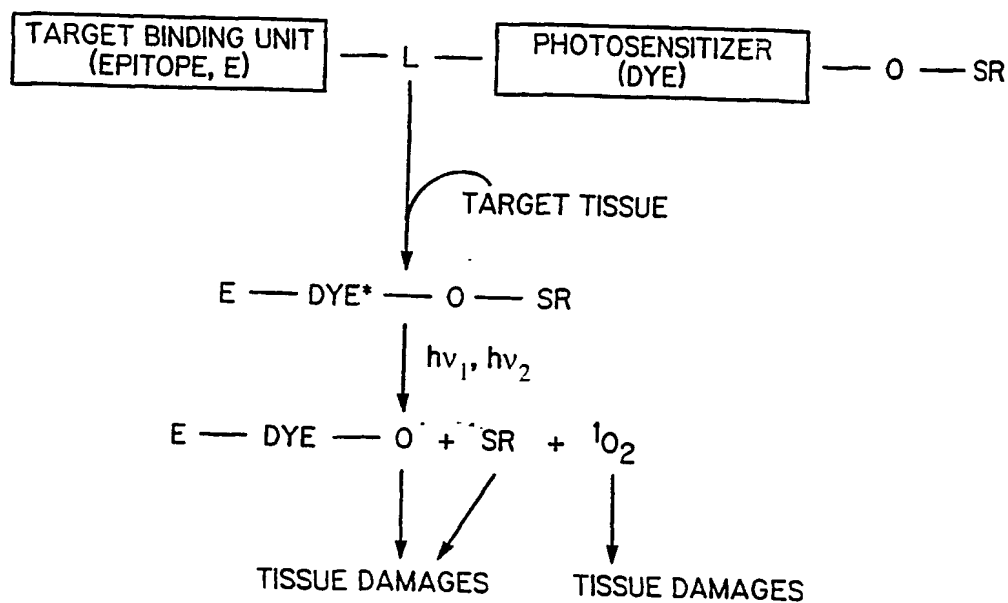 TARGET BINDING UNIT
(EPITOPE, E)
— L —
PHOTOSENSITIZER
(DYE)
— O — SR
TARGET TISSUE
E — DYE* — O — SR
hν1, hν2
E — DYE — O· + ·SR + ¹O₂
TISSUE DAMAGES TISSUE DAMAGES